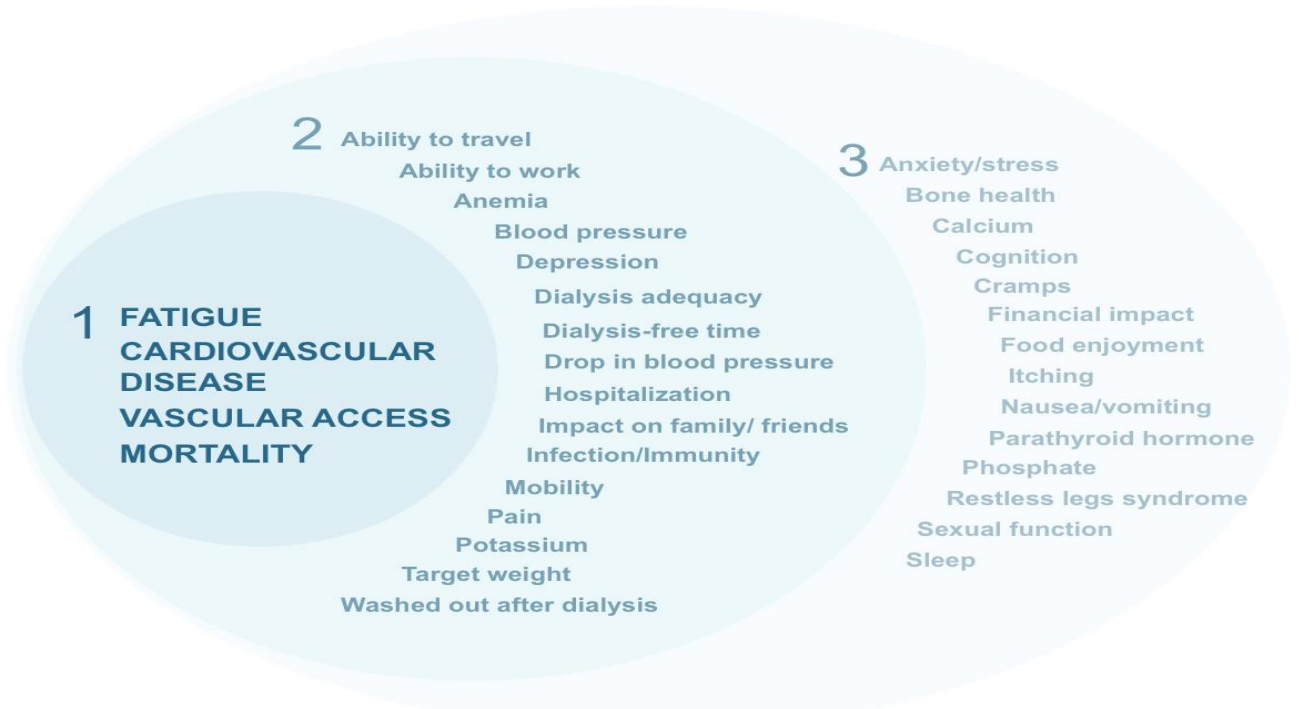 1
FATIGUE
CARDIOVASCULAR
DISEASE
VASCULAR ACCESS
MORTALITY
2
Ability to travel
Ability to work
Anemia
Blood pressure
Depression
Dialysis adequacy
Dialysis-free time
Drop in blood pressure
Hospitalization
Impact on family/ friends
Infection/Immunity
Mobility
Pain
Potassium
Target weight
Washed out after dialysis
3
Anxiety/stress
Bone health
Calcium
Cognition
Cramps
Financial impact
Food enjoyment
Itching
Nausea/vomiting
Parathyroid hormone
Phosphate
Restless legs syndrome
Sexual function
Sleep